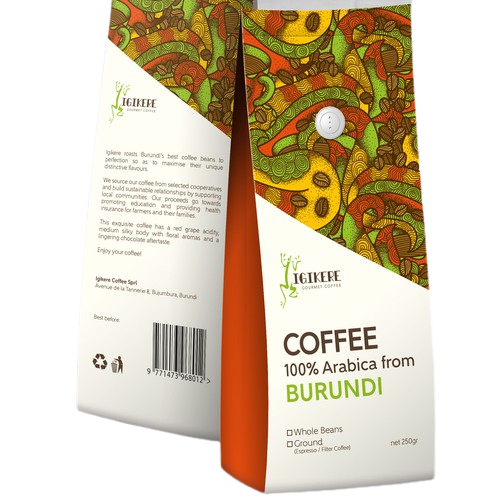 IGIKERE
GOURMET COFFEE
Igikere roasts Burundi's best coffee beans to
perfection so as to maximise their unique
distinctive flavours.
We source our coffee from selected cooperatives
and build sustainable relationships by supporting
local communities. Our proceeds go towards
promoting education and providing health
insurance for farmers and their families.
This exquisite coffee has a red grape acidity,
medium silky body with floral aromas and a
lingering chocolate aftertaste.
Enjoy your coffee!
Igikere Coffee Sprl
Avenue de la Tannerie 8, Bujumbura, Burundi
Best before:
9 771473 968012 >
IGIKERE
GOURMET COFFEE
COFFEE
100% Arabica from
BURUNDI
Whole Beans
Ground
(Espresso / Filter Coffee)
net 250gr